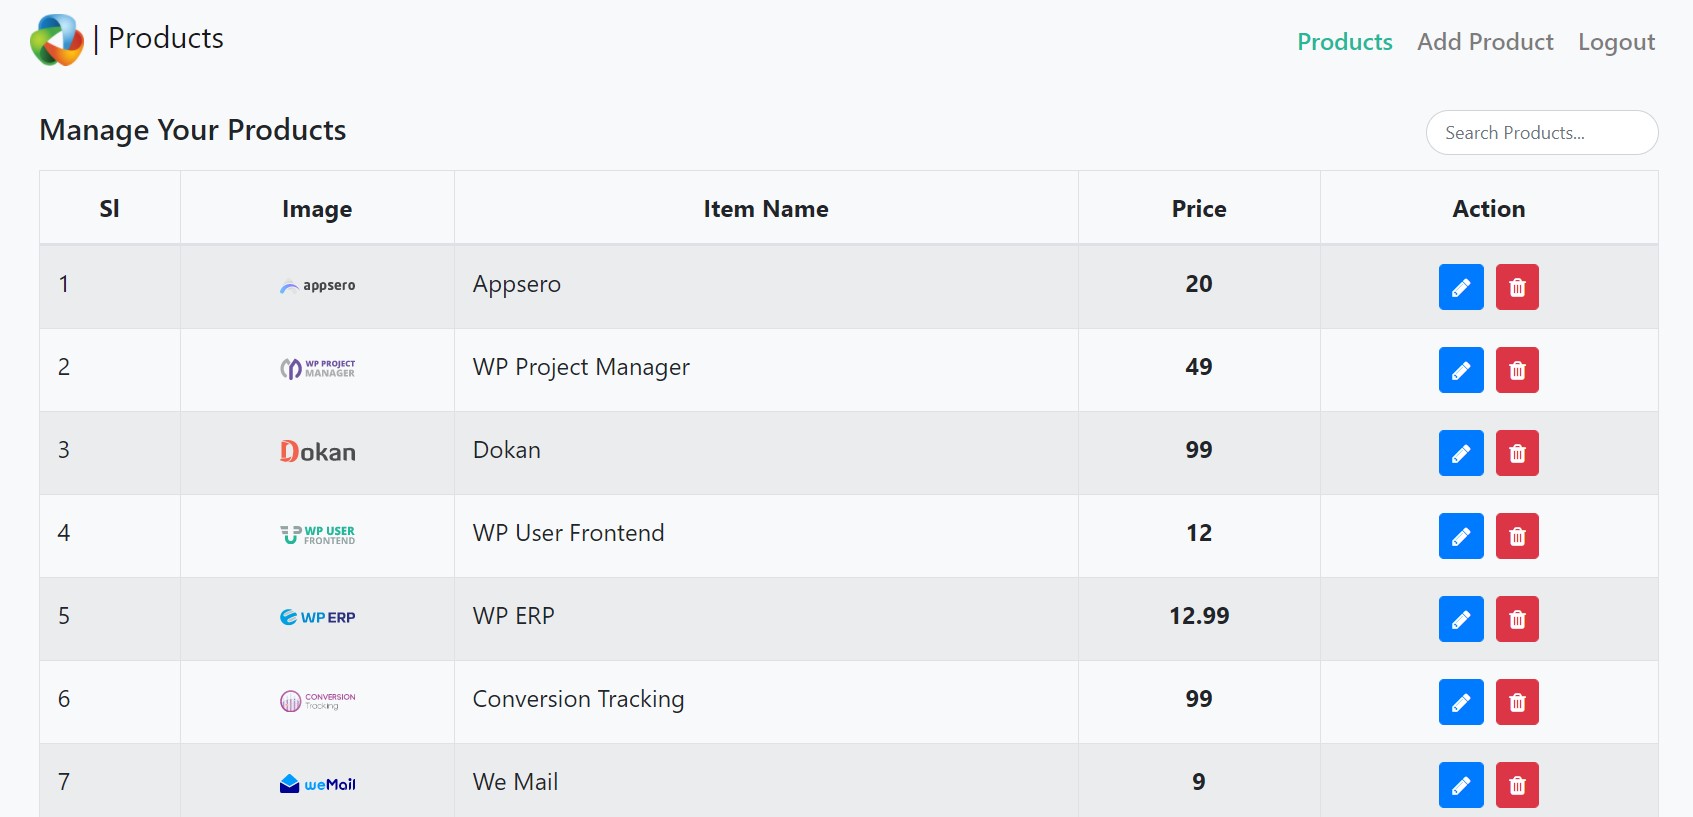 | Products
Products Add Product Logout
Manage Your Products
Search Products...
Sl Image Item Name Price Action
1 appsero Appsero 20
2 WP PROJECT MANAGER WP Project Manager 49
3 Dokan Dokan 99
4 WP USER FRONTEND WP User Frontend 12
5 WP ERP WP ERP 12.99
6 CONVERSION Tracking Conversion Tracking 99
7 weMail We Mail 9